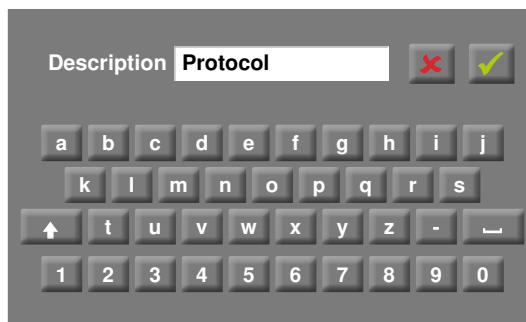 Description Protocol
a b c d e f g h i j
k l m n o p q r s
t u v w x y z -
1 2 3 4 5 6 7 8 9 0